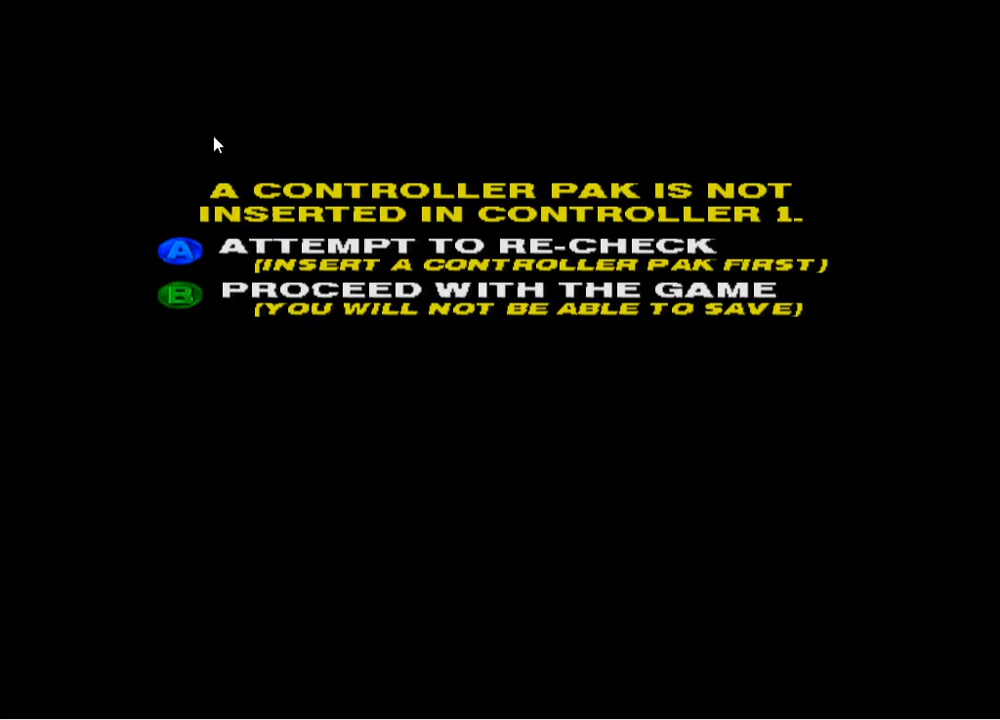 A CONTROLLER PAK IS NOT
INSERTED IN CONTROLLER 1.
A ATTEMPT TO RE-CHECK
(INSERT A CONTROLLER PAK FIRST)
B PROCEED WITH THE GAME
(YOU WILL NOT BE ABLE TO SAVE)